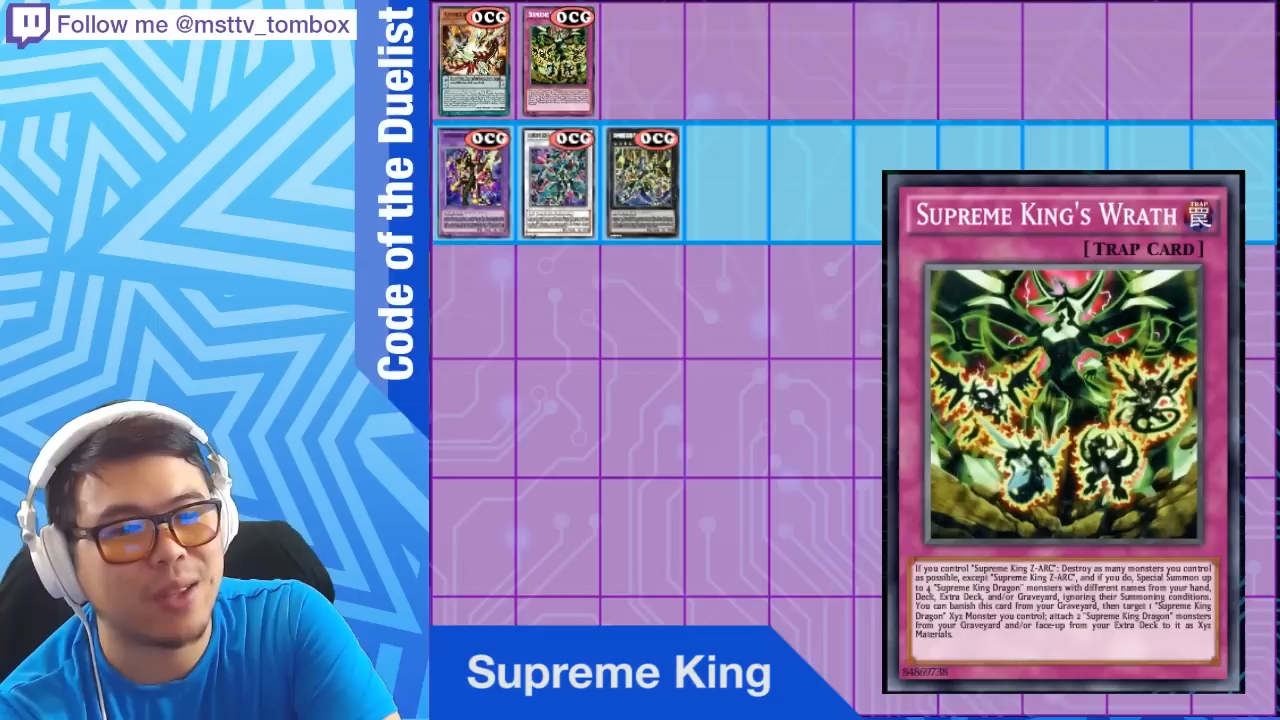 Follow me @msttv_tombox
Code of the Duelist
OCG
OCG
OCG
OCG
OCG
SUPREME KING'S WRATH
TRAP
罠
[ TRAP CARD ]
If you control "Supreme King Z-ARC": Destroy as many monsters you control
as possible, except "Supreme King Z-ARC", and if you do, Special Summon up
to 4 "Supreme King Dragon" monsters with different names from your hand,
Deck, Extra Deck, and/or Graveyard, ignoring their Summoning conditions.
You can banish this card from your Graveyard, then target 1 "Supreme King
Dragon" Xyz Monster you control; attach 2 "Supreme King Dragon" monsters
from your Graveyard and/or face-up from your Extra Deck to it as Xyz
Materials.
84869738
Supreme King